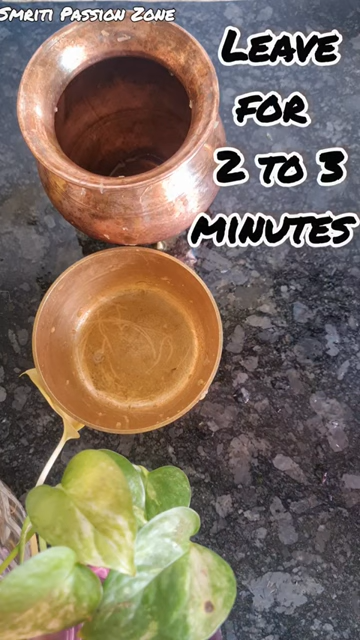 Smriti Passion Zone
Leave
for
2 to 3
minutes